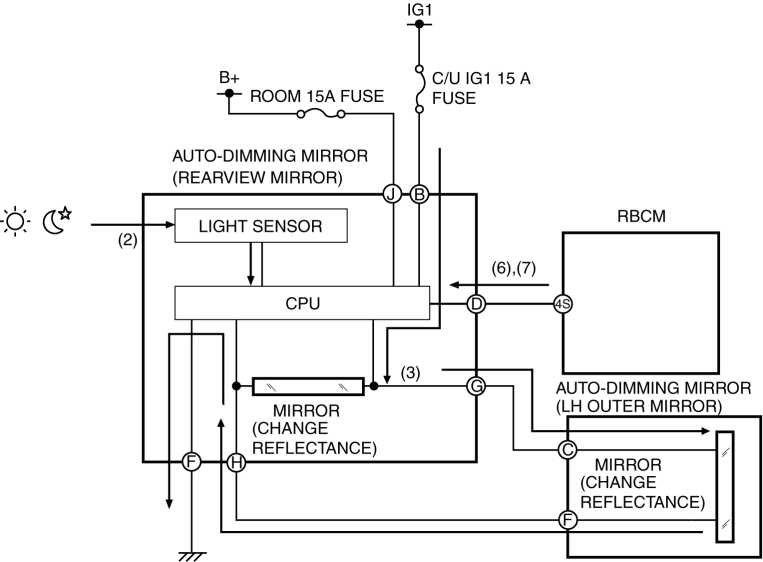 IG1
B+
ROOM 15A FUSE
C/U IG1 15 A
FUSE
AUTO-DIMMING MIRROR
(REARVIEW MIRROR)
J
B
RBCM
LIGHT SENSOR
(2)
(6),(7)
CPU
D
4S
(3)
G
AUTO-DIMMING MIRROR
(LH OUTER MIRROR)
MIRROR
(CHANGE
REFLECTANCE)
F
H
C
MIRROR
(CHANGE
REFLECTANCE)
F